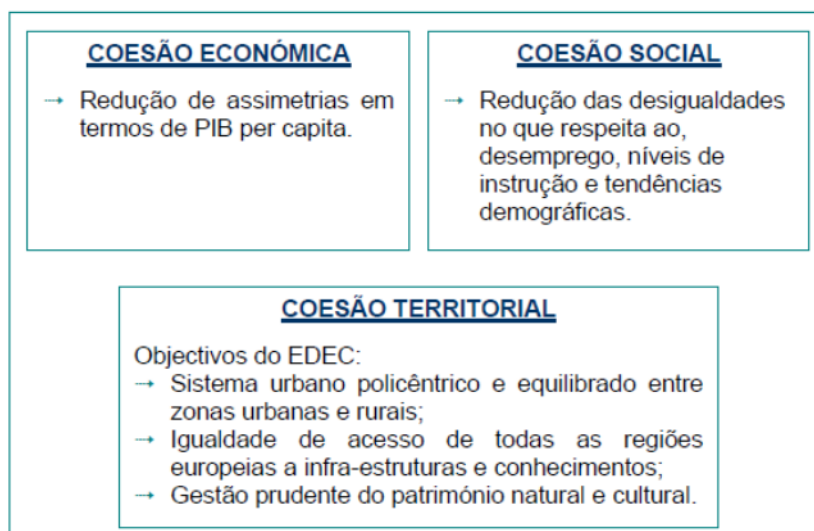 COESÃO ECONÓMICA
→ Redução de assimetrias em
termos de PIB per capita.
COESÃO SOCIAL
→ Redução das desigualdades
no que respeita ao,
desemprego, níveis de
instrução e tendências
demográficas.
COESÃO TERRITORIAL
Objectivos do EDEC:
→ Sistema urbano policêntrico e equilibrado entre
zonas urbanas e rurais;
→ Igualdade de acesso de todas as regiões
europeias a infra-estruturas e conhecimentos;
→ Gestão prudente do património natural e cultural.